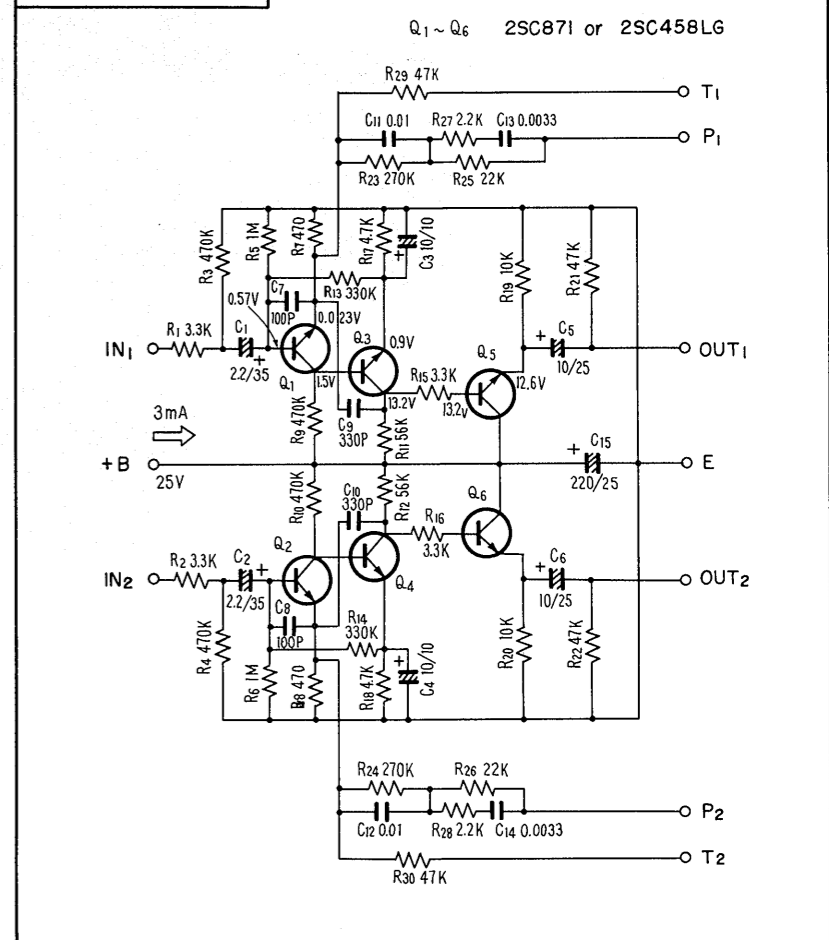 Q1 ~ Q6 2SC871 or 2SC458LG
R29 47K
T1
C11 0.01
R27 2.2K
C13 0.0033
P1
R23 270K
R25 22K
R3 470K
R5 1M
R7 470
R17 4.7K
C3 10/10
R19 10K
R21 47K
R13 330K
C7
100P
0.57V
0.023V
IN1
R1 3.3K
C1
+
2.2/35
Q1
1.5V
Q3
0.9V
R15 3.3K
13.2V
Q5
13.2V
12.6V
+
C5
10/25
OUT1
3mA
R9 470K
C9
330P
R11 56K
+B
25V
+
C15
220/25
E
R10 470K
C10
330P
R12 56K
R16
3.3K
Q6
Q2
Q4
IN2
R2 3.3K
C2
+
2.2/35
C8
100P
R14
330K
+
C6
10/25
OUT2
R4 470K
R6 1M
R8 470
R18 4.7K
+
C4 10/10
R20 10K
R22 47K
R24 270K
R26 22K
C12 0.01
R28 2.2K
C14 0.0033
P2
T2
R30 47K